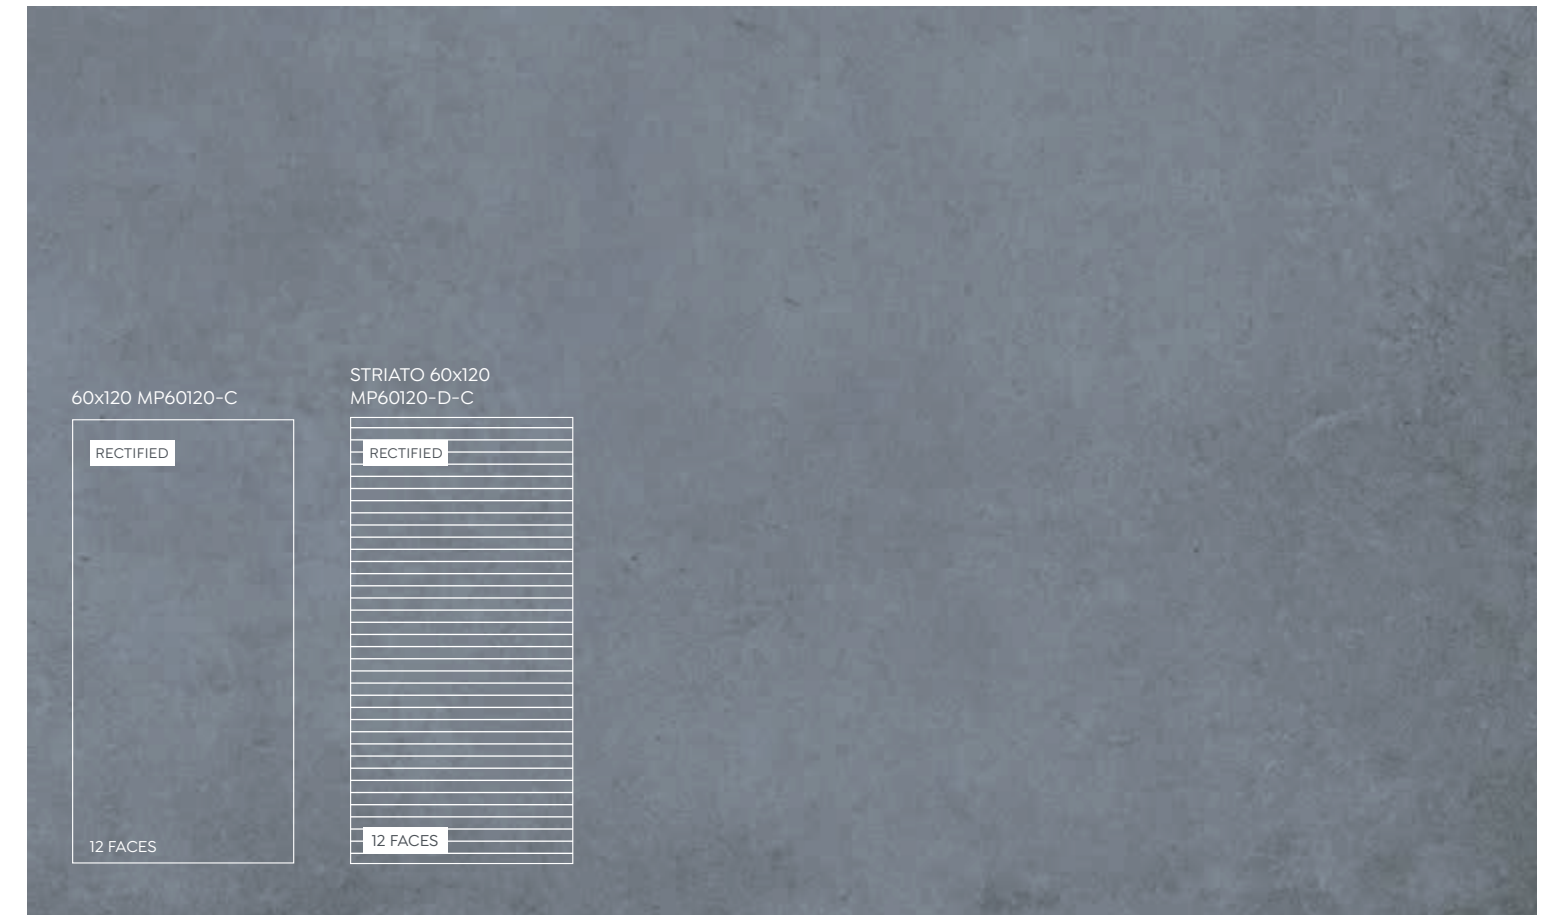 60x120 MP60120-C
RECTIFIED
12 FACES
STRIATO 60x120
MP60120-D-C
RECTIFIED
12 FACES